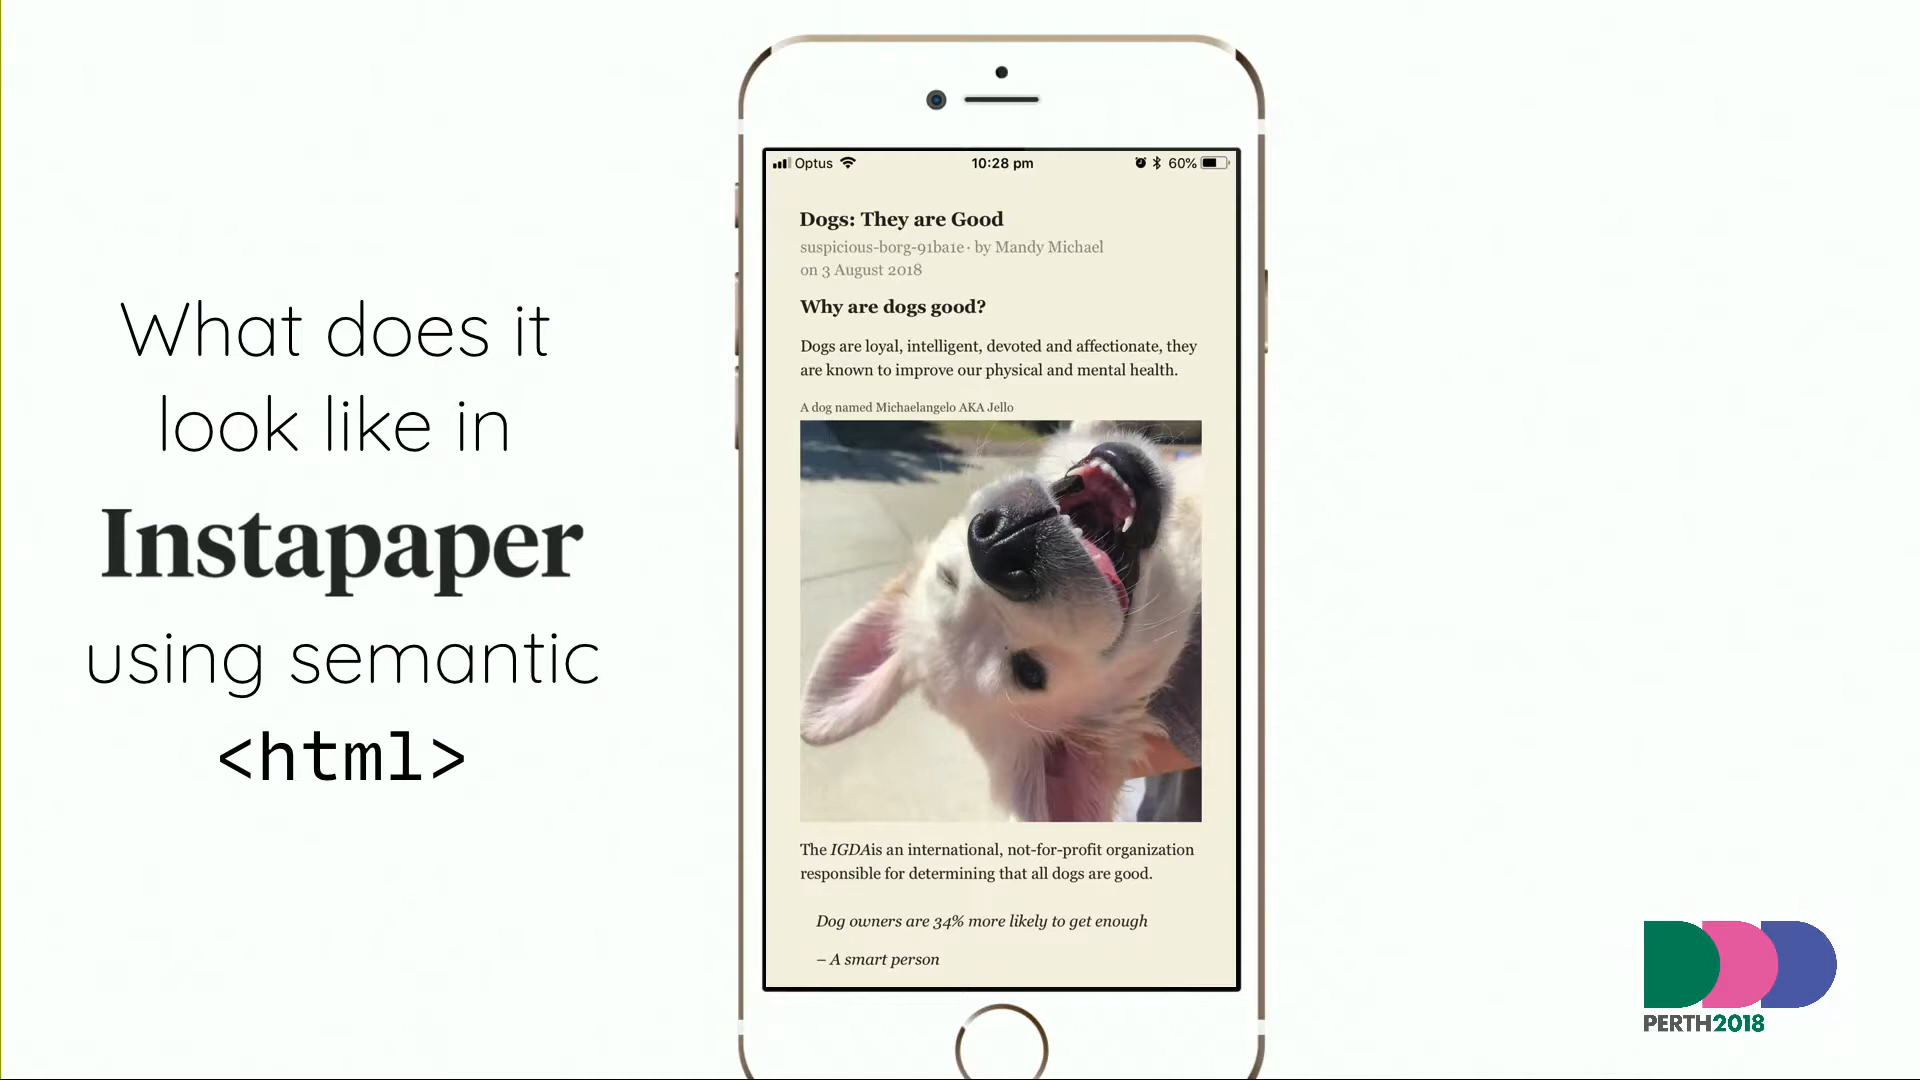 What does it
look like in
Instapaper
using semantic
<html>
Optus
10:28 pm
60%
Dogs: They are Good
suspicious-borg-91ba1e · by Mandy Michael
on 3 August 2018
Why are dogs good?
Dogs are loyal, intelligent, devoted and affectionate, they
are known to improve our physical and mental health.
A dog named Michaelangelo AKA Jello
The IGDAis an international, not-for-profit organization
responsible for determining that all dogs are good.
Dog owners are 34% more likely to get enough
– A smart person
DDD
PERTH2018